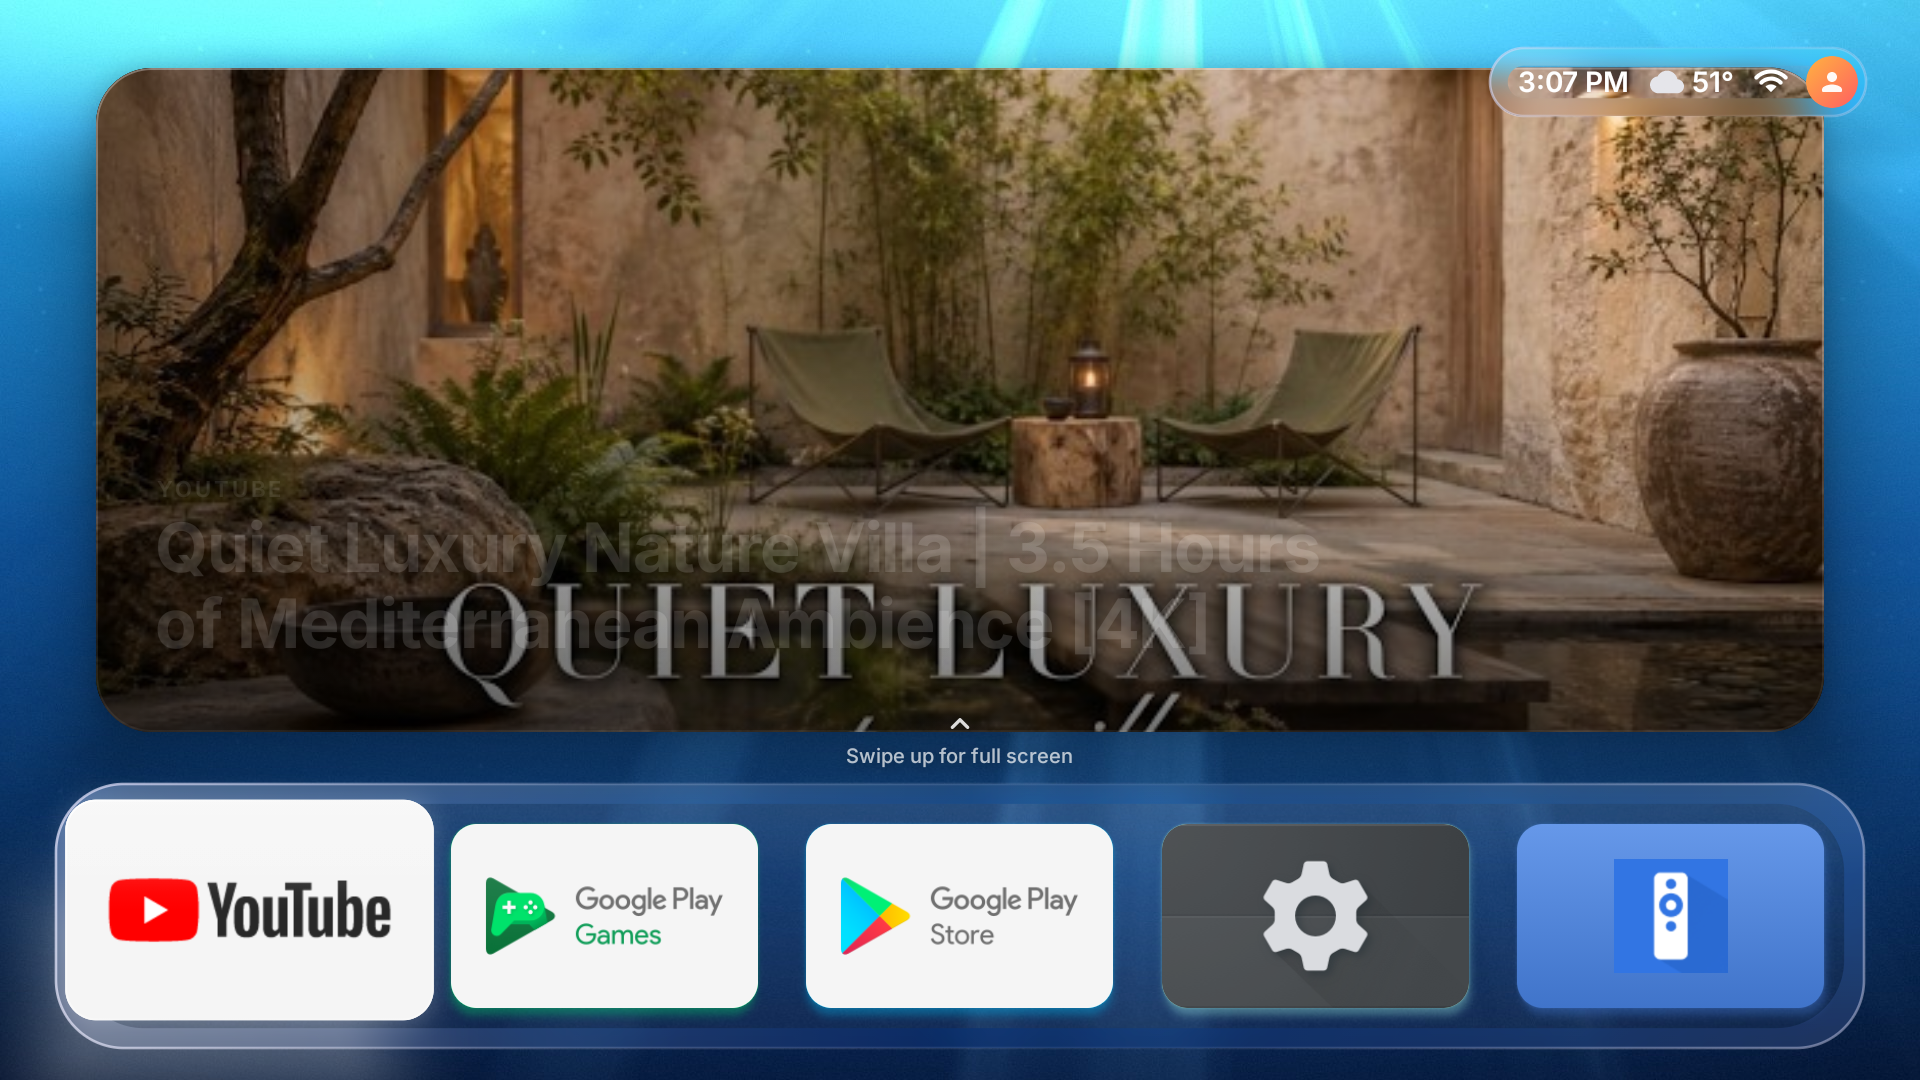 3:07 PM 51°
YOUTUBE
Quiet Luxury Nature Villa | 3.5 Hours
of Mediterranean Ambience [4K]
QUIET LUXURY
Swipe up for full screen
YouTube
Google Play
Games
Google Play
Store